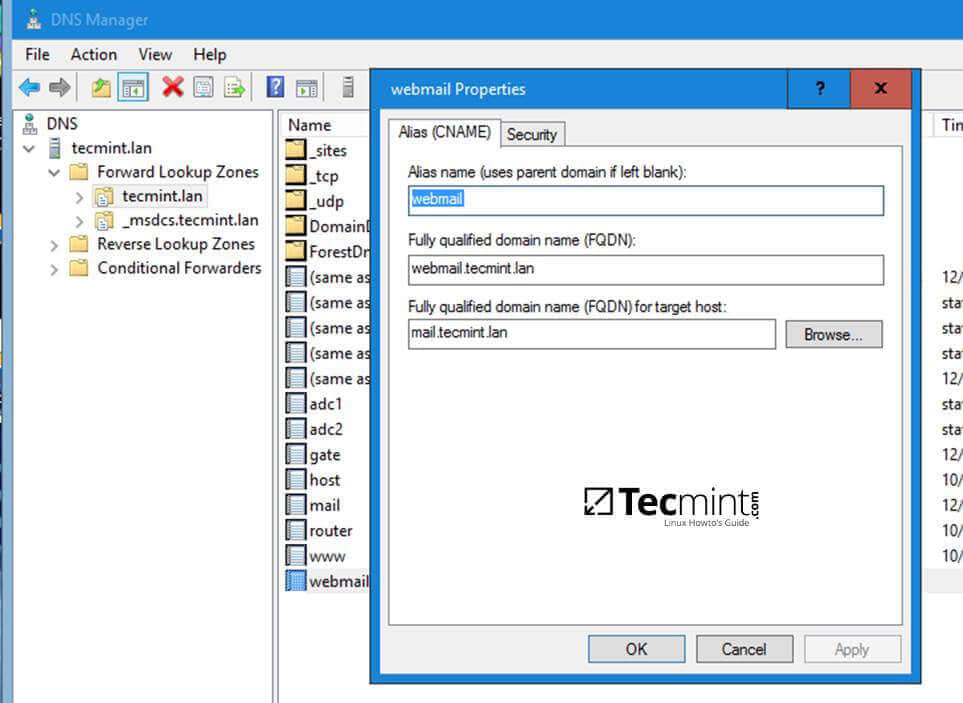 DNS Manager
File Action View Help
DNS
tecmint.lan
Forward Lookup Zones
tecmint.lan
_msdcs.tecmint.lan
Reverse Lookup Zones
Conditional Forwarders
Name
_sites
_tcp
_udp
DomainD
ForestDn
(same as
(same as
(same as
(same as
(same as
adc1
adc2
gate
host
mail
router
www
webmail
webmail Properties
? X
Alias (CNAME) Security
Alias name (uses parent domain if left blank):
webmail
Fully qualified domain name (FQDN):
webmail.tecmint.lan
Fully qualified domain name (FQDN) for target host:
mail.tecmint.lan Browse...
Tecmint.com
Linux Howto's Guide
OK Cancel Apply
Tim
12/
sta
sta
sta
12/
sta
sta
12/
10/
12/
10/
10/